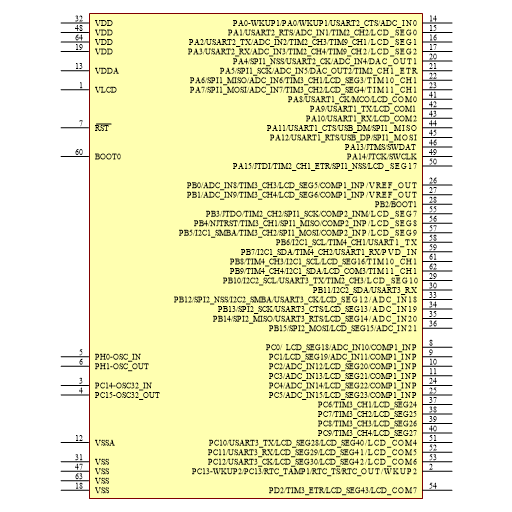 32 VDD PA0-WKUP1/PA0/WKUP1/USART2_CTS/ADC_IN0 14
48 VDD PA1/USART2_RTS/ADC_IN1/TIM2_CH2/LCD_SEG0 15
64 VDD PA2/USART2_TX/ADC_IN2/TIM2_CH3/TIM9_CH1/LCD_SEG1 16
19 VDD PA3/USART2_RX/ADC_IN3/TIM2_CH4/TIM9_CH2/LCD_SEG2 17
PA4/SPI1_NSS/USART2_CK/ADC_IN4/DAC_OUT1 20
13 VDDA PA5/SPI1_SCK/ADC_IN5/DAC_OUT2/TIM2_CH1_ETR 21
PA6/SPI1_MISO/ADC_IN6/TIM3_CH1/LCD_SEG3/TIM10_CH1 22
1 VLCD PA7/SPI1_MOSI/ADC_IN7/TIM3_CH2/LCD_SEG4/TIM11_CH1 23
PA8/USART1_CK/MCO/LCD_COM0 41
PA9/USART1_TX/LCD_COM1 42
PA10/USART1_RX/LCD_COM2 43
7 RST PA11/USART1_CTS/USB_DM/SPI1_MISO 44
PA12/USART1_RTS/USB_DP/SPI1_MOSI 45
PA13/JTMS/SWDAT 46
60 BOOT0 PA14/JTCK/SWCLK 49
PA15/JTDI/TIM2_CH1_ETR/SPI1_NSS/LCD_SEG17 50
PB0/ADC_IN8/TIM3_CH3/LCD_SEG5/COMP1_INP/VREF_OUT 26
PB1/ADC_IN9/TIM3_CH4/LCD_SEG6/COMP1_INP/VREF_OUT 27
PB2/BOOT1 28
PB3/JTDO/TIM2_CH2/SPI1_SCK/COMP2_INM/LCD_SEG7 55
PB4/NJTRST/TIM3_CH1/SPI1_MISO/COMP2_INP/LCD_SEG8 56
PB5/I2C1_SMBA/TIM3_CH2/SPI1_MOSI/COMP2_INP/LCD_SEG9 57
PB6/I2C1_SCL/TIM4_CH1/USART1_TX 58
PB7/I2C1_SDA/TIM4_CH2/USART1_RX/PVD_IN 59
PB8/TIM4_CH3/I2C1_SCL/LCD_SEG16/TIM10_CH1 61
PB9/TIM4_CH4/I2C1_SDA/LCD_COM3/TIM11_CH1 62
PB10/I2C2_SCL/USART3_TX/TIM2_CH3/LCD_SEG10 29
PB11/I2C2_SDA/USART3_RX 30
PB12/SPI2_NSS/I2C2_SMBA/USART3_CK/LCD_SEG12/ADC_IN18 33
PB13/SPI2_SCK/USART3_CTS/LCD_SEG13/ADC_IN19 34
PB14/SPI2_MISO/USART3_RTS/LCD_SEG14/ADC_IN20 35
PB15/SPI2_MOSI/LCD_SEG15/ADC_IN21 36
PC0/ LCD_SEG18/ADC_IN10/COMP1_INP 8
5 PH0-OSC_IN PC1/LCD_SEG19/ADC_IN11/COMP1_INP 9
6 PH1-OSC_OUT PC2/LCD_SEG20/ADC_IN12/COMP1_INP 10
PC3/LCD_SEG21/ADC_IN13/COMP1_INP 11
3 PC14-OSC32_IN PC4/LCD_SEG22/ADC_IN14/COMP1_INP 24
4 PC15-OSC32_OUT PC5/LCD_SEG23/ADC_IN15/COMP1_INP 25
PC6/TIM3_CH1/LCD_SEG24 37
PC7/TIM3_CH2/LCD_SEG25 38
PC8/TIM3_CH3/LCD_SEG26 39
PC9/TIM3_CH4/LCD_SEG27 40
12 VSSA PC10/USART3_TX/LCD_SEG28/LCD_SEG40/LCD_COM4 51
PC11/USART3_RX/LCD_SEG29/LCD_SEG41/LCD_COM5 52
31 VSS PC12/USART3_CK/LCD_SEG30/LCD_SEG42/LCD_COM6 53
47 VSS PC13-WKUP2/PC13/RTC_TAMP1/RTC_TS/RTC_OUT/WKUP2 2
63 VSS
18 VSS PD2/TIM3_ETR/LCD_SEG43/LCD_COM7 54